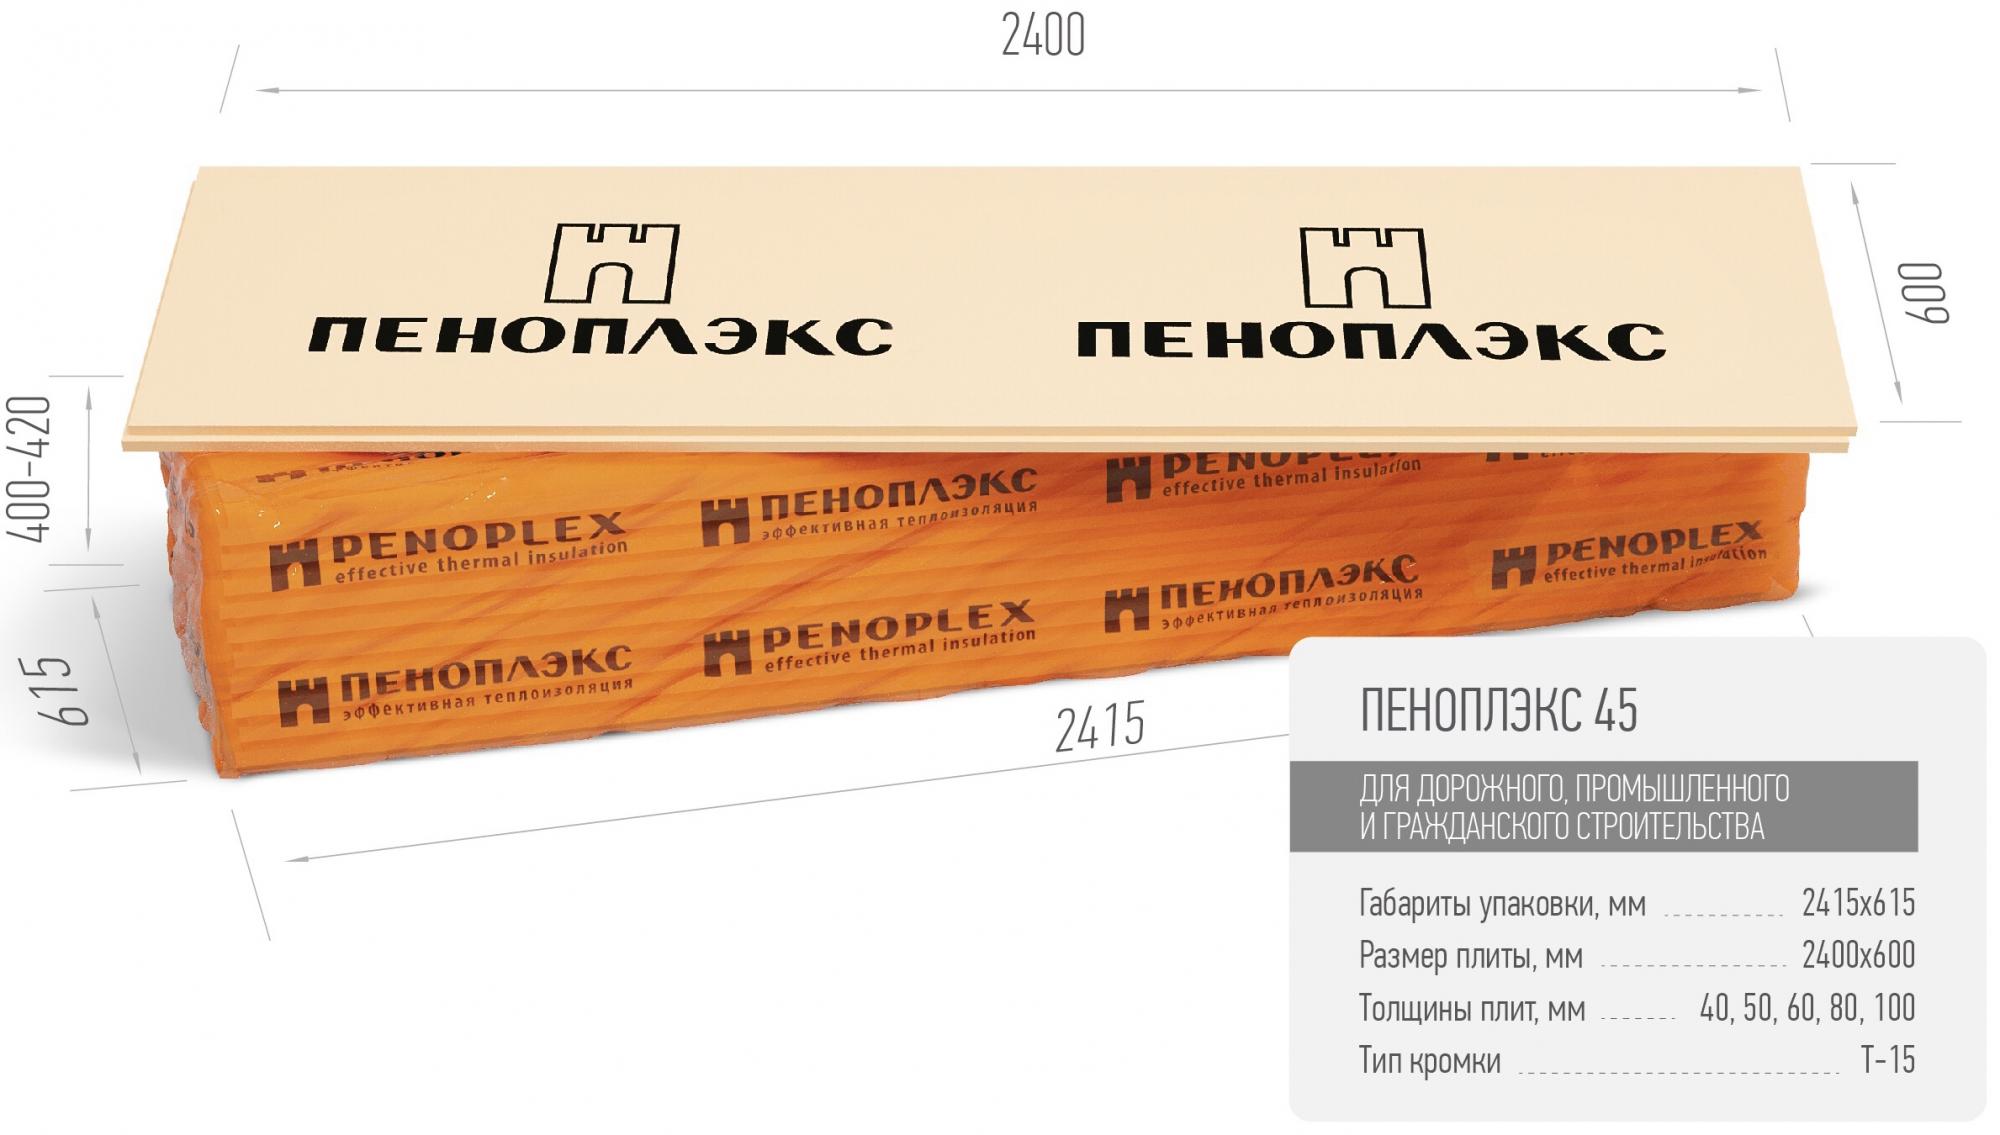 2400
ПЕНОПЛЭКС
ПЕНОПЛЭКС
600
400-420
615
2415
PENOPLEX
effective thermal insulation
ПЕНОПЛЭКС
эффективная теплоизоляция
PENOPLEX
effective thermal insulation
PENOPLEX
effective thermal insulation
ПЕНОПЛЭКС
эффективная теплоизоляция
PENOPLEX
effective thermal insulation
ПЕНОПЛЭКС
эффективная теплоизоляция
ПЕНОПЛЭКС 45
ДЛЯ ДОРОЖНОГО, ПРОМЫШЛЕННОГО
И ГРАЖДАНСКОГО СТРОИТЕЛЬСТВА
Габариты упаковки, мм 2415x615
Размер плиты, мм 2400x600
Толщины плит, мм 40, 50, 60, 80, 100
Тип кромки Т-15